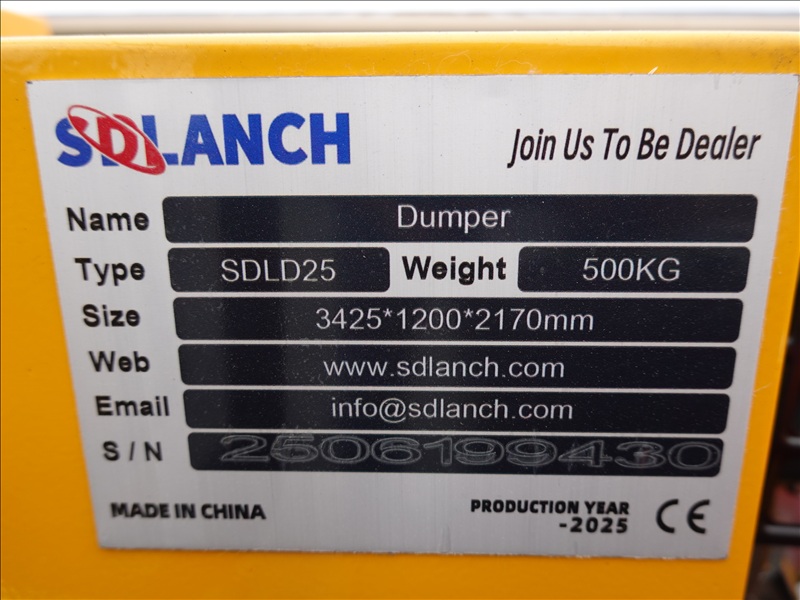 SDLANCH
Join Us To Be Dealer
Name Dumper
Type SDLD25 Weight 500KG
Size 3425*1200*2170mm
Web www.sdlanch.com
Email info@sdlanch.com
S/N 2506199430
MADE IN CHINA
PRODUCTION YEAR
-2025
CE